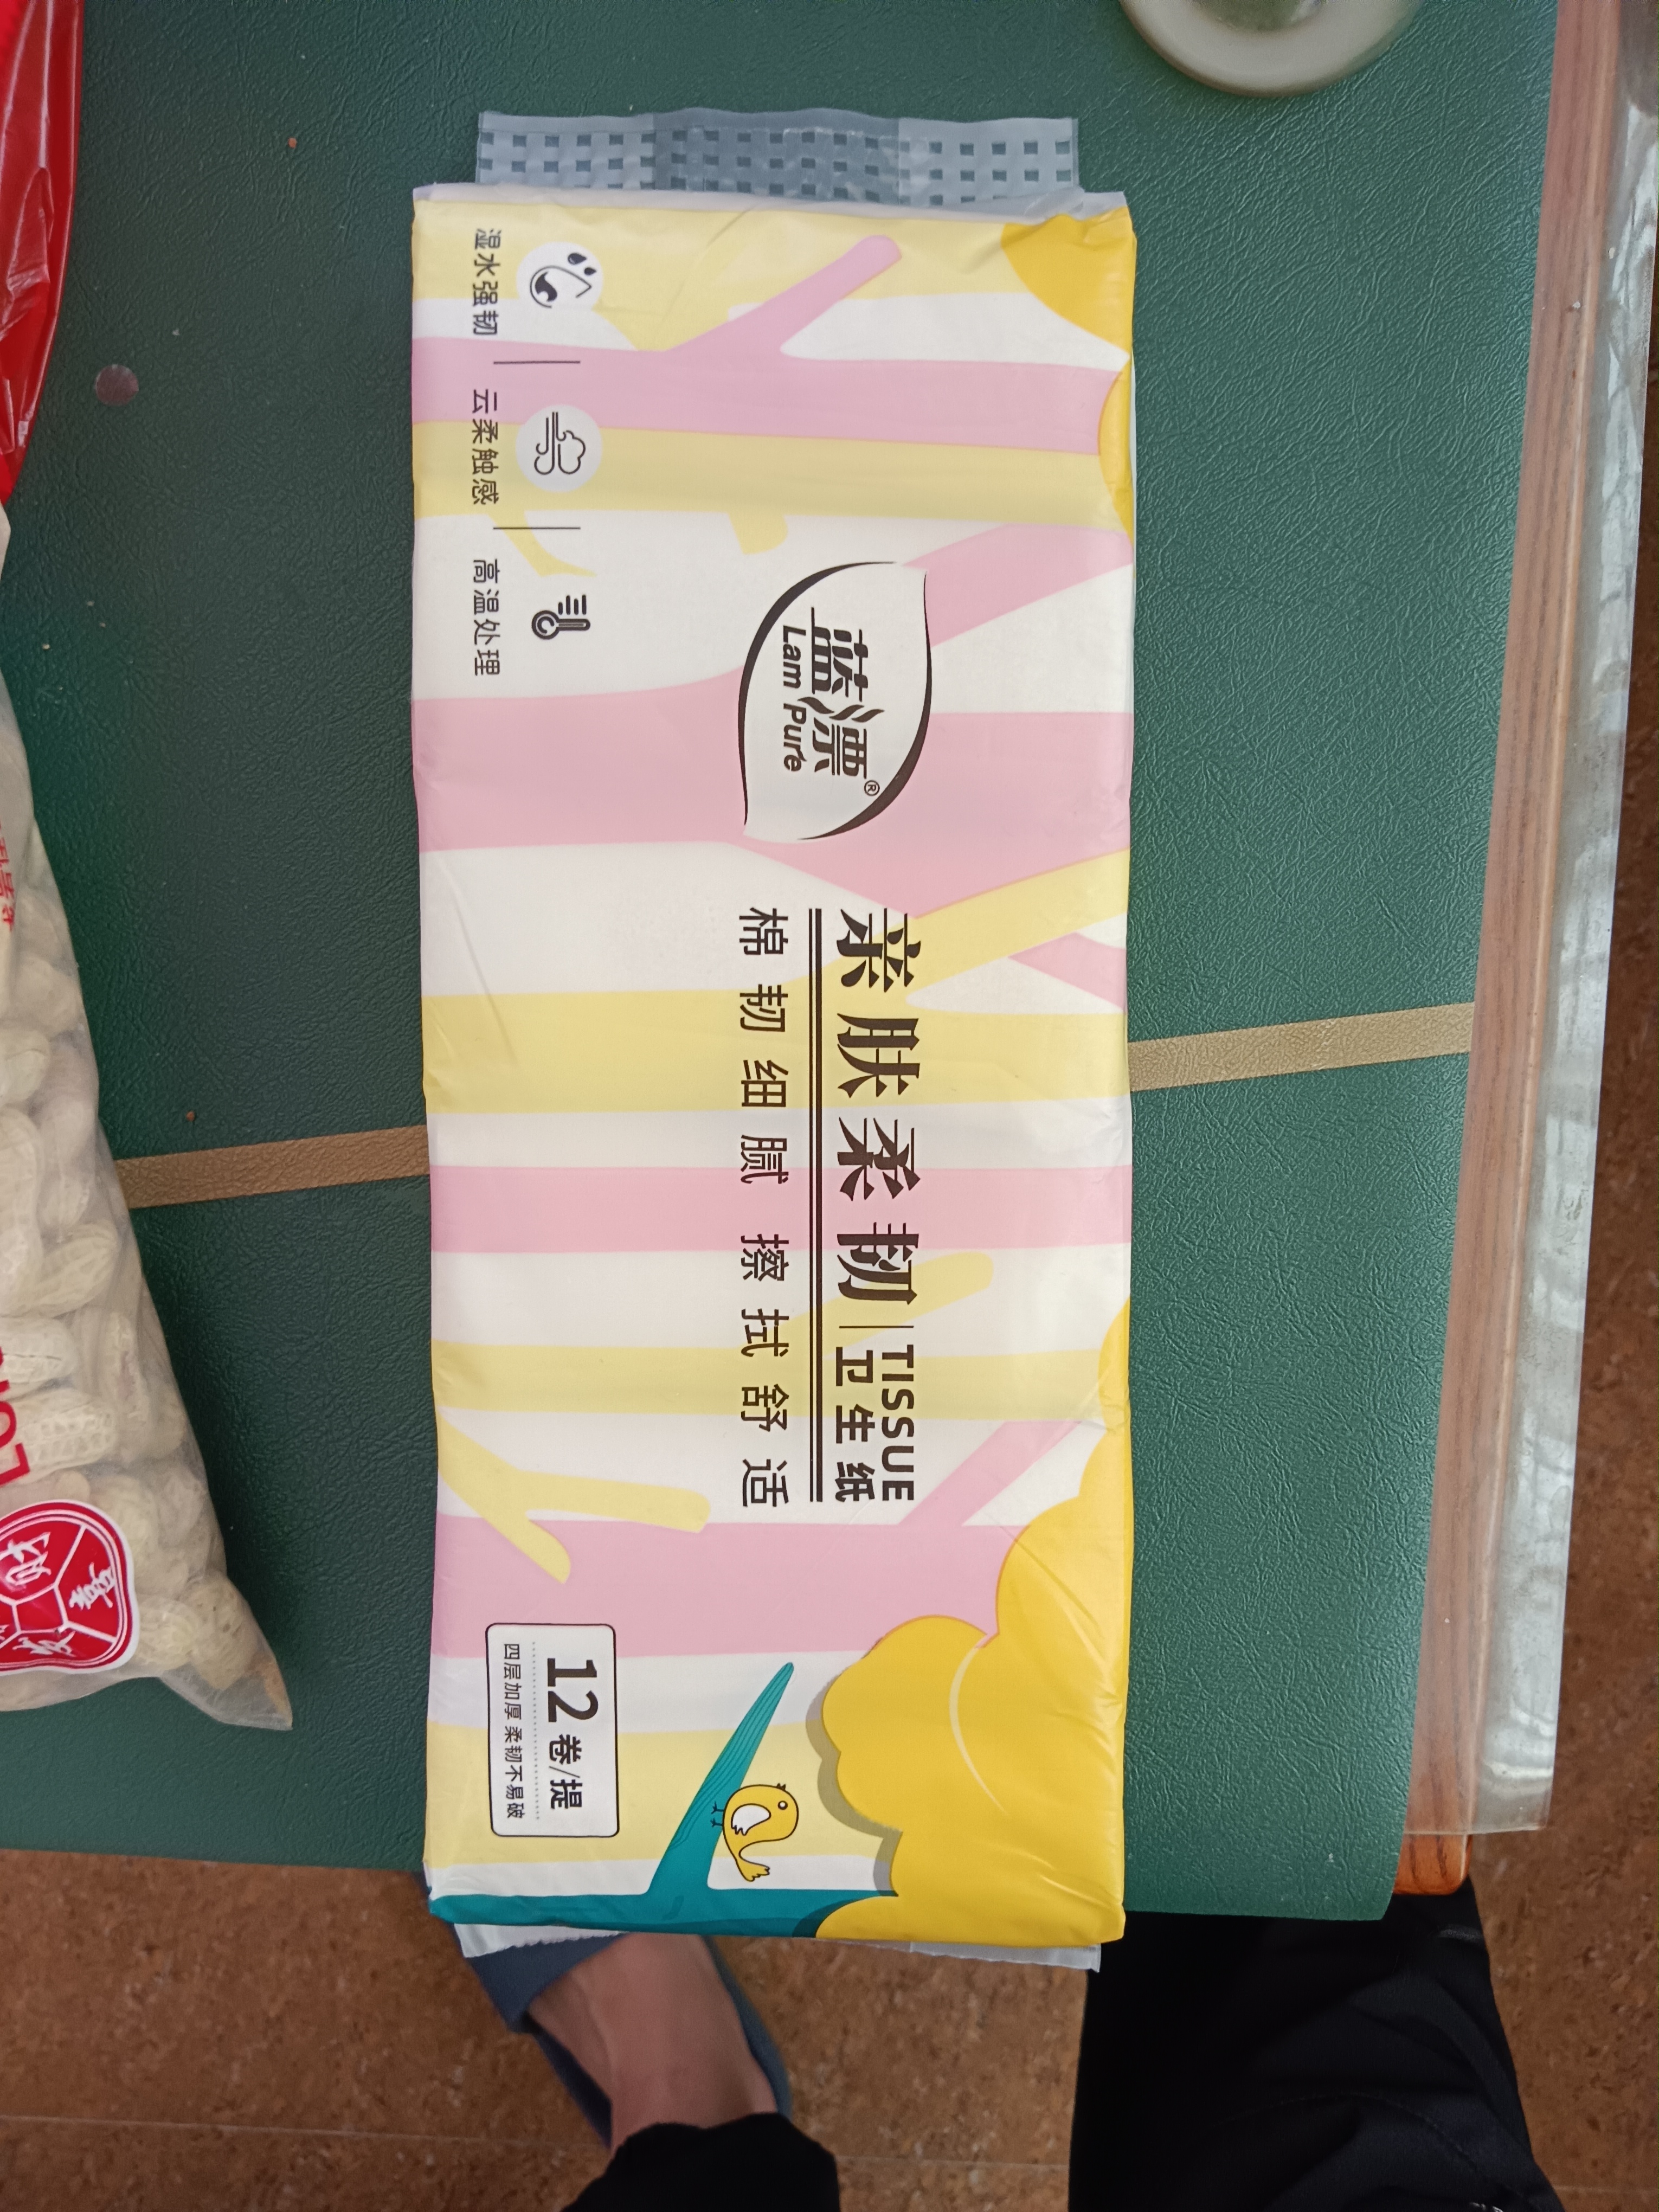 蓝漂®
Lam Pure
亲肤柔韧
TISSUE
卫生纸
棉韧细腻 擦拭舒适
湿水强韧
云柔触感
高温处理
12卷/提
四层加厚 柔韧不易破